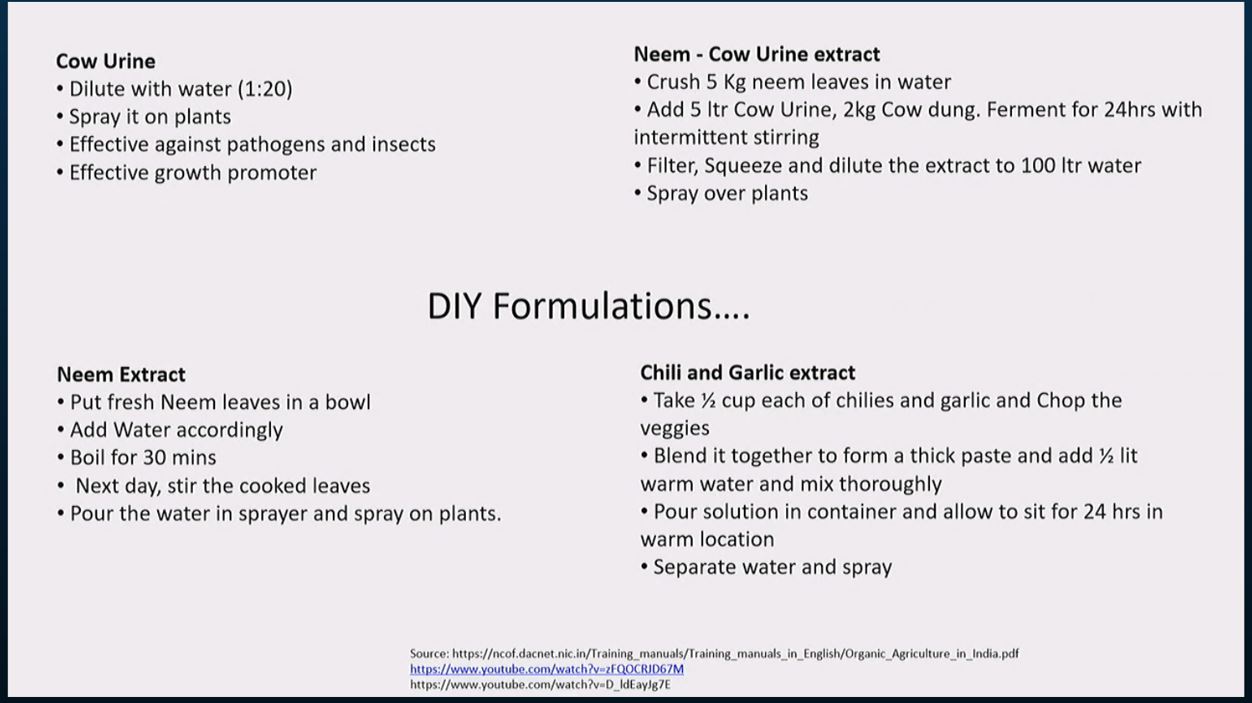 Cow Urine
• Dilute with water (1:20)
• Spray it on plants
• Effective against pathogens and insects
• Effective growth promoter
Neem - Cow Urine extract
• Crush 5 Kg neem leaves in water
• Add 5 ltr Cow Urine, 2kg Cow dung. Ferment for 24hrs with
intermittent stirring
• Filter, Squeeze and dilute the extract to 100 ltr water
• Spray over plants
DIY Formulations....
Neem Extract
• Put fresh Neem leaves in a bowl
• Add Water accordingly
• Boil for 30 mins
• Next day, stir the cooked leaves
• Pour the water in sprayer and spray on plants.
Chili and Garlic extract
• Take ½ cup each of chilies and garlic and Chop the
veggies
• Blend it together to form a thick paste and add ½ lit
warm water and mix thoroughly
• Pour solution in container and allow to sit for 24 hrs in
warm location
• Separate water and spray
Source: https://ncof.dacnet.nic.in/Training_manuals/Training_manuals_in_English/Organic_Agriculture_in_India.pdf
https://www.youtube.com/watch?v=zFQOCRJD67M
https://www.youtube.com/watch?v=D_ldEayJg7E